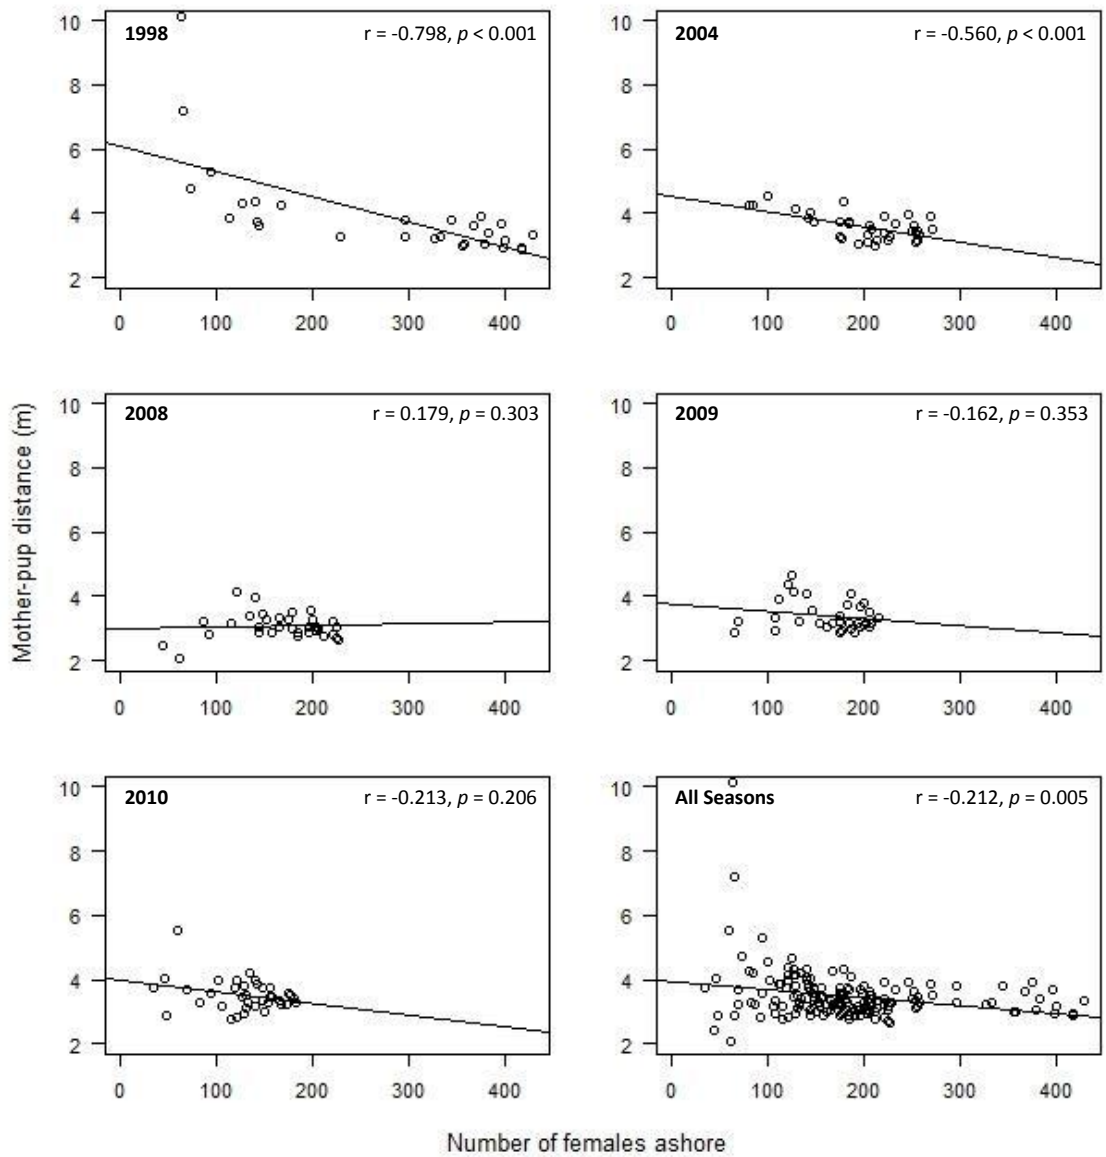 1998 r = -0.798, p < 0.001
10
8
6
4
2
0 100 200 300 400
2004 r = -0.560, p < 0.001
10
8
6
4
2
0 100 200 300 400
Mother-pup distance (m)
2008 r = 0.179, p = 0.303
10
8
6
4
2
0 100 200 300 400
2009 r = -0.162, p = 0.353
10
8
6
4
2
0 100 200 300 400
2010 r = -0.213, p = 0.206
10
8
6
4
2
0 100 200 300 400
All Seasons r = -0.212, p = 0.005
10
8
6
4
2
0 100 200 300 400
Number of females ashore